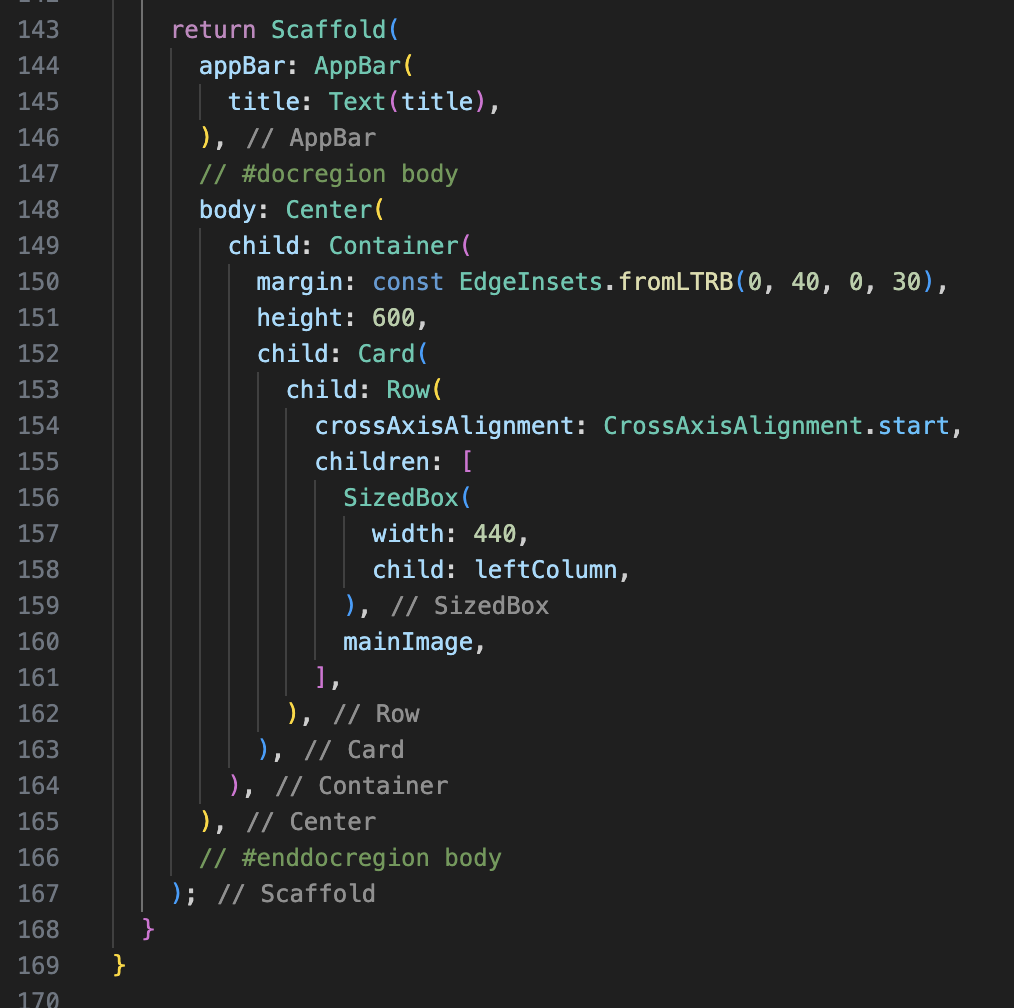 143 return Scaffold(
144 appBar: AppBar(
145 title: Text(title),
146 ), // AppBar
147 // #docregion body
148 body: Center(
149 child: Container(
150 margin: const EdgeInsets.fromLTRB(0, 40, 0, 30),
151 height: 600,
152 child: Card(
153 child: Row(
154 crossAxisAlignment: CrossAxisAlignment.start,
155 children: [
156 SizedBox(
157 width: 440,
158 child: leftColumn,
159 ), // SizedBox
160 mainImage,
161 ],
162 ), // Row
163 ), // Card
164 ), // Container
165 ), // Center
166 // #enddocregion body
167 ); // Scaffold
168 }
169 }
170